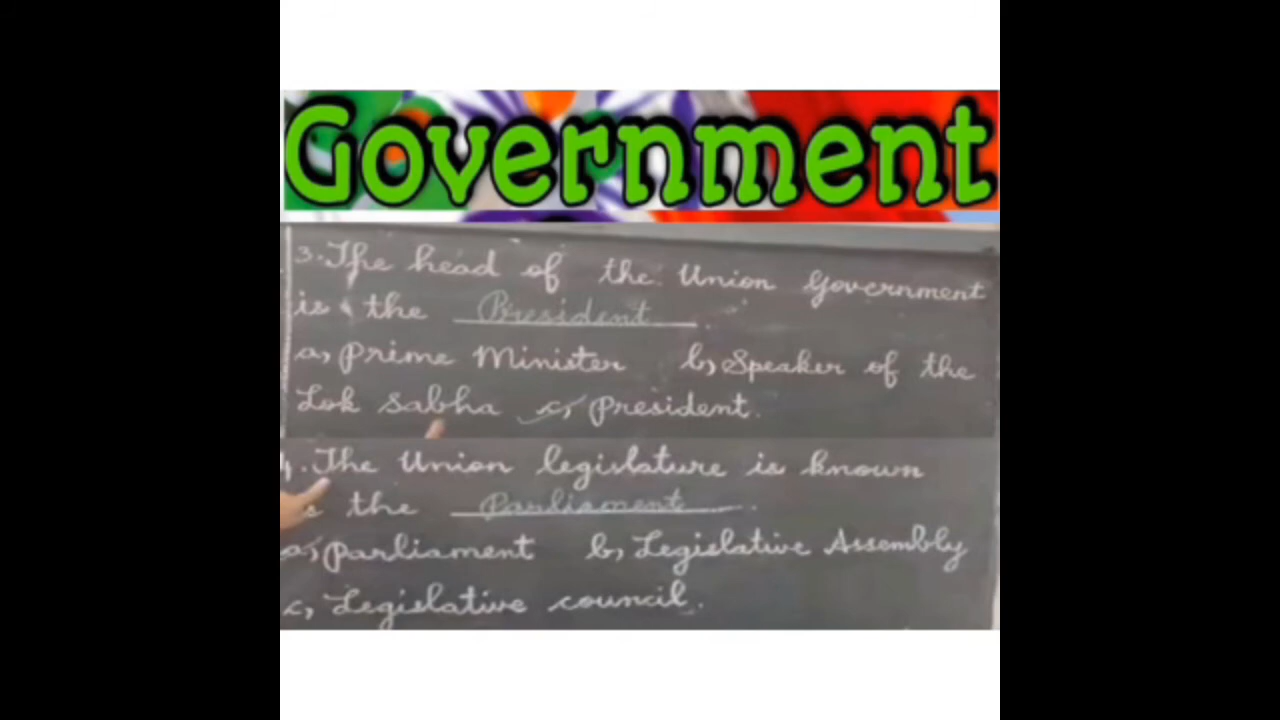 Government
3. The head of the Union Government
is the President.
a, Prime Minister b, Speaker of the
Lok Sabha c, President.
4. The Union legislature is known
s the Parliament.
a, Parliament b, Legislative Assembly
c, Legislative council.